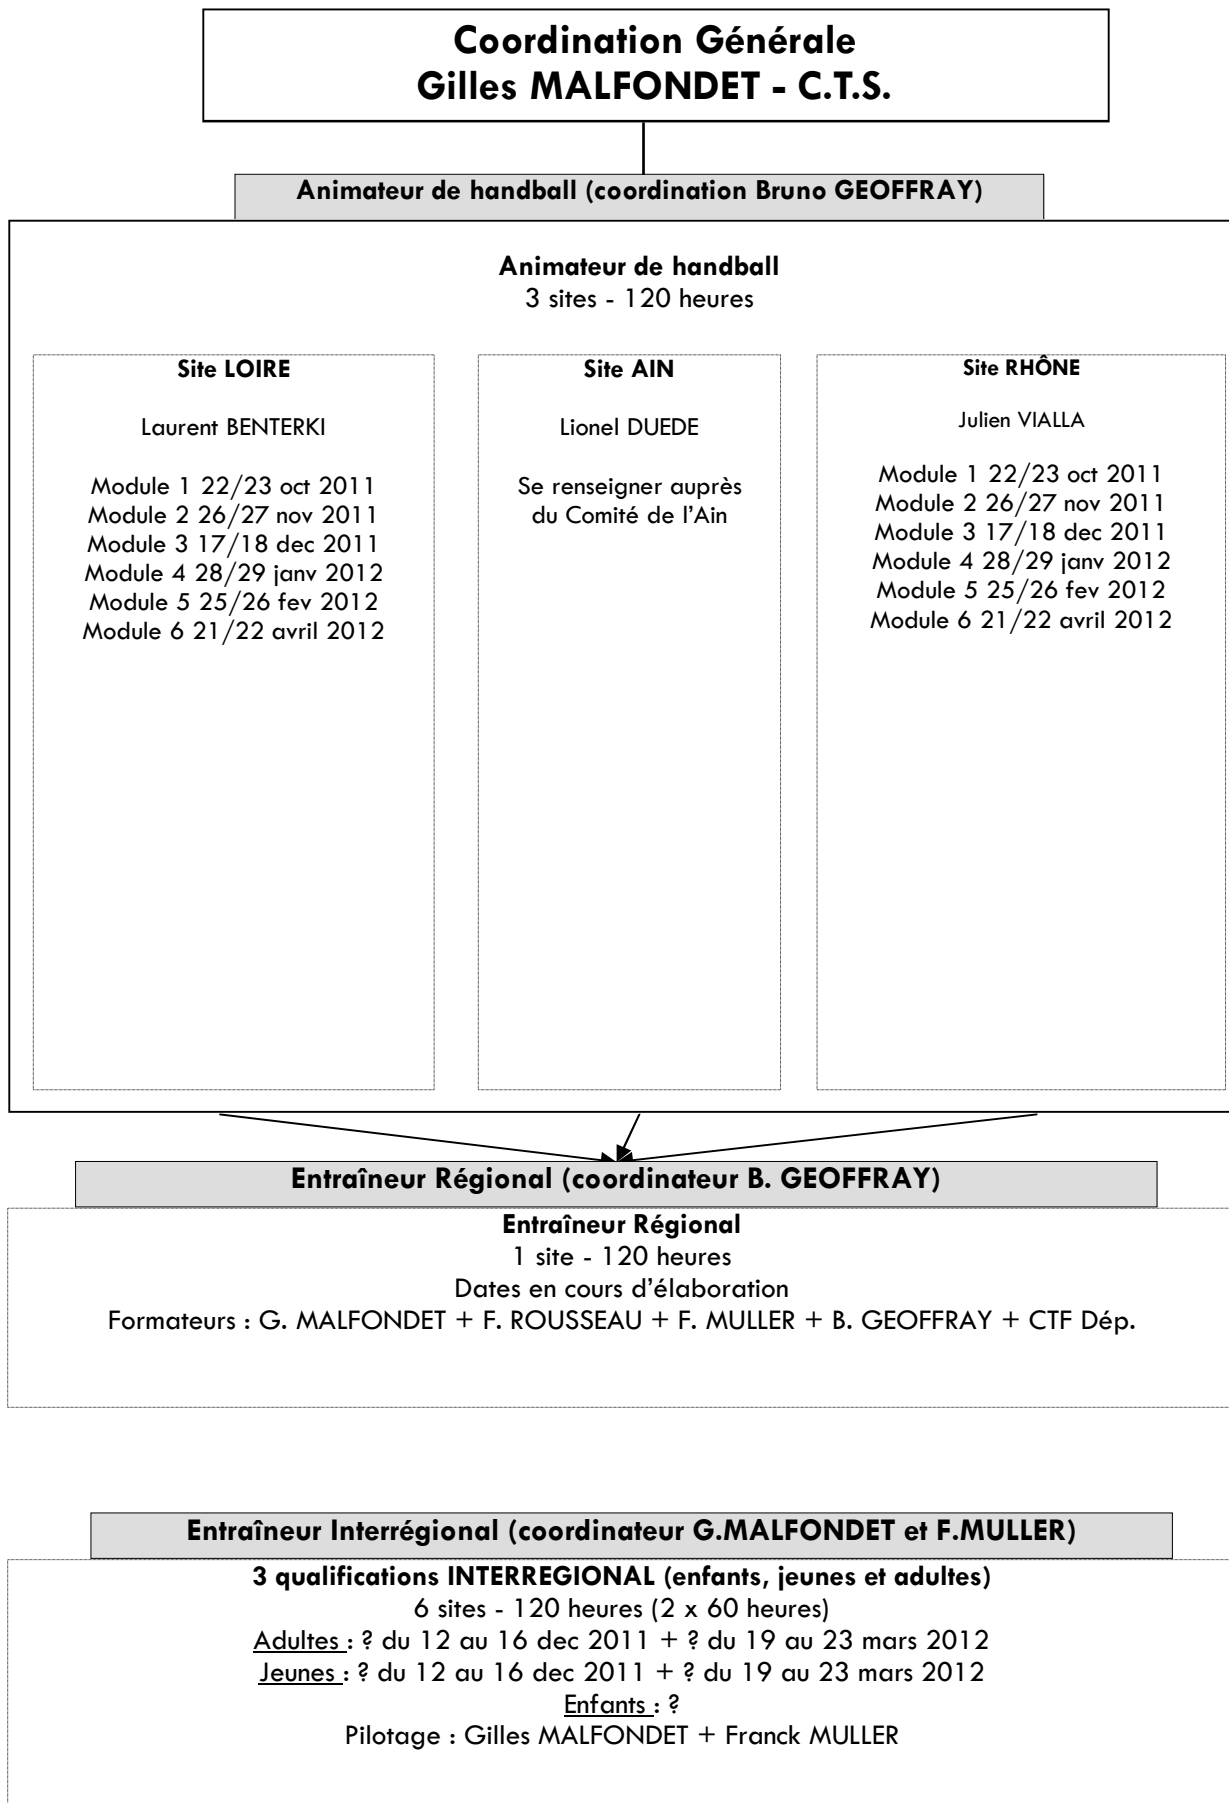 Coordination Générale
Gilles MALFONDET - C.T.S.
Animateur de handball (coordination Bruno GEOFFRAY)
Animateur de handball
3 sites - 120 heures
Site LOIRE
Laurent BENTERKI
Module 1 22/23 oct 2011
Module 2 26/27 nov 2011
Module 3 17/18 dec 2011
Module 4 28/29 janv 2012
Module 5 25/26 fev 2012
Module 6 21/22 avril 2012
Site AIN
Lionel DUEDE
Se renseigner auprès
du Comité de l'Ain
Site RHÔNE
Julien VIALLA
Module 1 22/23 oct 2011
Module 2 26/27 nov 2011
Module 3 17/18 dec 2011
Module 4 28/29 janv 2012
Module 5 25/26 fev 2012
Module 6 21/22 avril 2012
Entraîneur Régional (coordinateur B. GEOFFRAY)
Entraîneur Régional
1 site - 120 heures
Dates en cours d'élaboration
Formateurs : G. MALFONDET + F. ROUSSEAU + F. MULLER + B. GEOFFRAY + CTF Dép.
Entraîneur Interrégional (coordinateur G.MALFONDET et F.MULLER)
3 qualifications INTERREGIONAL (enfants, jeunes et adultes)
6 sites - 120 heures (2 x 60 heures)
Adultes : ? du 12 au 16 dec 2011 + ? du 19 au 23 mars 2012
Jeunes : ? du 12 au 16 dec 2011 + ? du 19 au 23 mars 2012
Enfants : ?
Pilotage : Gilles MALFONDET + Franck MULLER